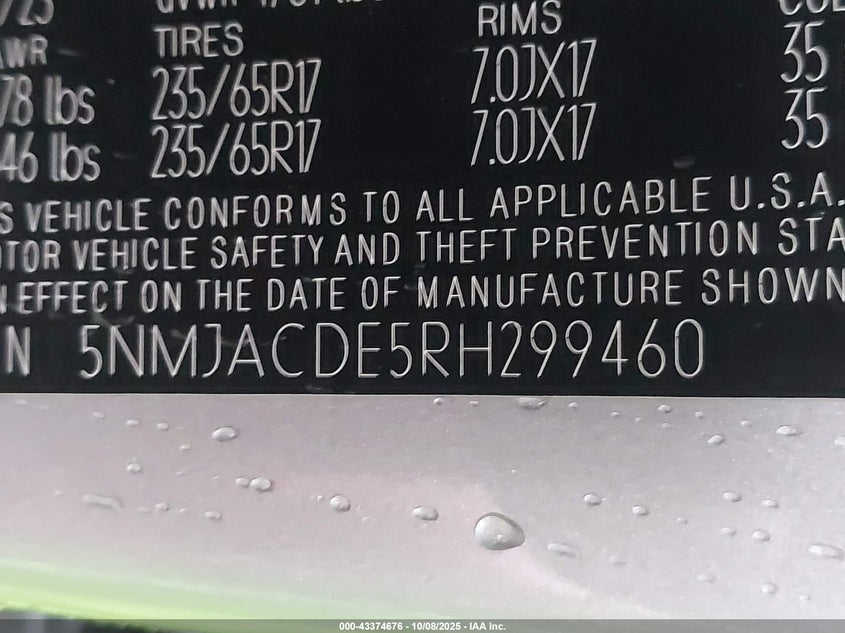 /23
TIRES RIMS
78 lbs 235/65R17 7.0JX17 35
46 lbs 235/65R17 7.0JX17 35
S VEHICLE CONFORMS TO ALL APPLICABLE U.S.A.
TOR VEHICLE SAFETY AND THEFT PREVENTION STA
N EFFECT ON THE DATE OF MANUFACTURE SHOWN
N 5NMJACDE5RH299460
000-43374676 - 10/08/2025 - IAA Inc.